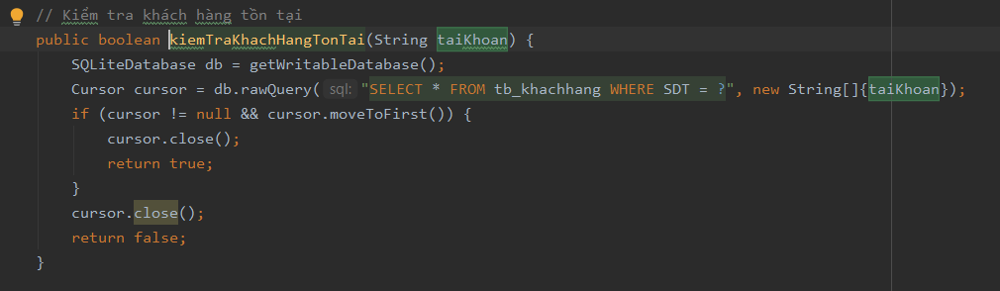 // Kiểm tra khách hàng tồn tại
public boolean kiemTraKhachHangTonTai(String taiKhoan) {
SQLiteDatabase db = getWritableDatabase();
Cursor cursor = db.rawQuery( sql: "SELECT * FROM tb_khachhang WHERE SDT = ?", new String[]{taiKhoan});
if (cursor != null && cursor.moveToFirst()) {
cursor.close();
return true;
}
cursor.close();
return false;
}